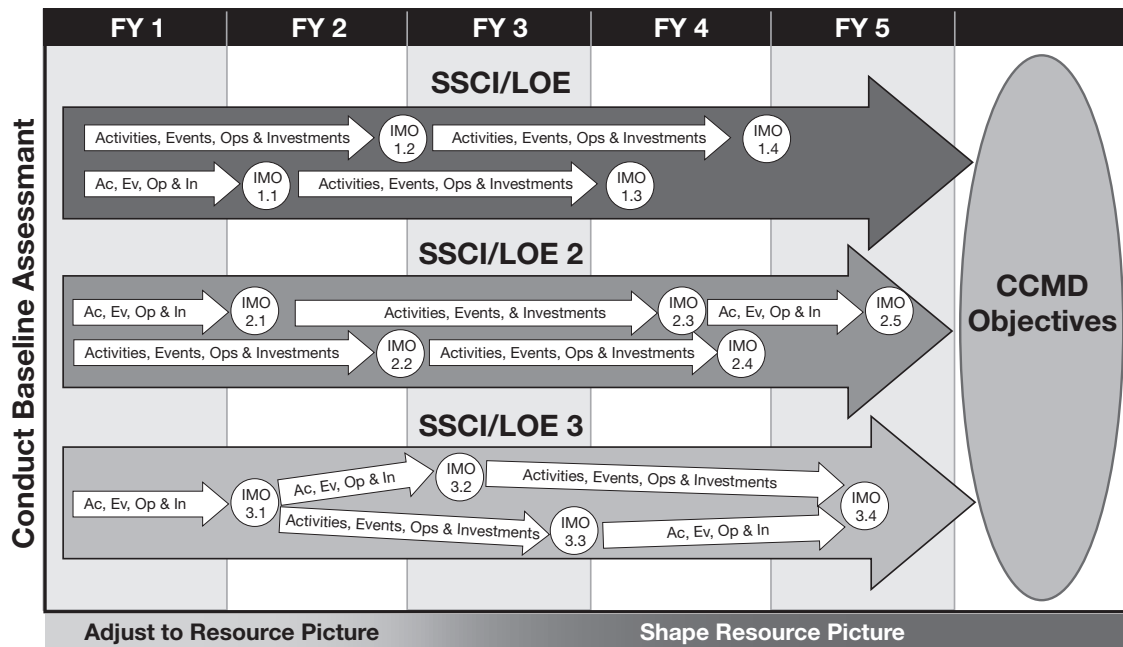 FY 1 FY 2 FY 3 FY 4 FY 5
Conduct Baseline Assessmant
SSCI/LOE
Activities, Events, Ops & Investments
IMO
1.2
Activities, Events, Ops & Investments
IMO
1.4
Ac, Ev, Op & In
IMO
1.1
Activities, Events, Ops & Investments
IMO
1.3
SSCI/LOE 2
Ac, Ev, Op & In
IMO
2.1
Activities, Events, & Investments
IMO
2.3
Ac, Ev, Op & In
IMO
2.5
Activities, Events, Ops & Investments
IMO
2.2
Activities, Events, Ops & Investments
IMO
2.4
SSCI/LOE 3
Ac, Ev, Op & In
IMO
3.1
Ac, Ev, Op & In
IMO
3.2
Activities, Events, Ops & Investments
Activities, Events, Ops & Investments
IMO
3.3
Ac, Ev, Op & In
IMO
3.4
CCMD
Objectives
Adjust to Resource Picture
Shape Resource Picture